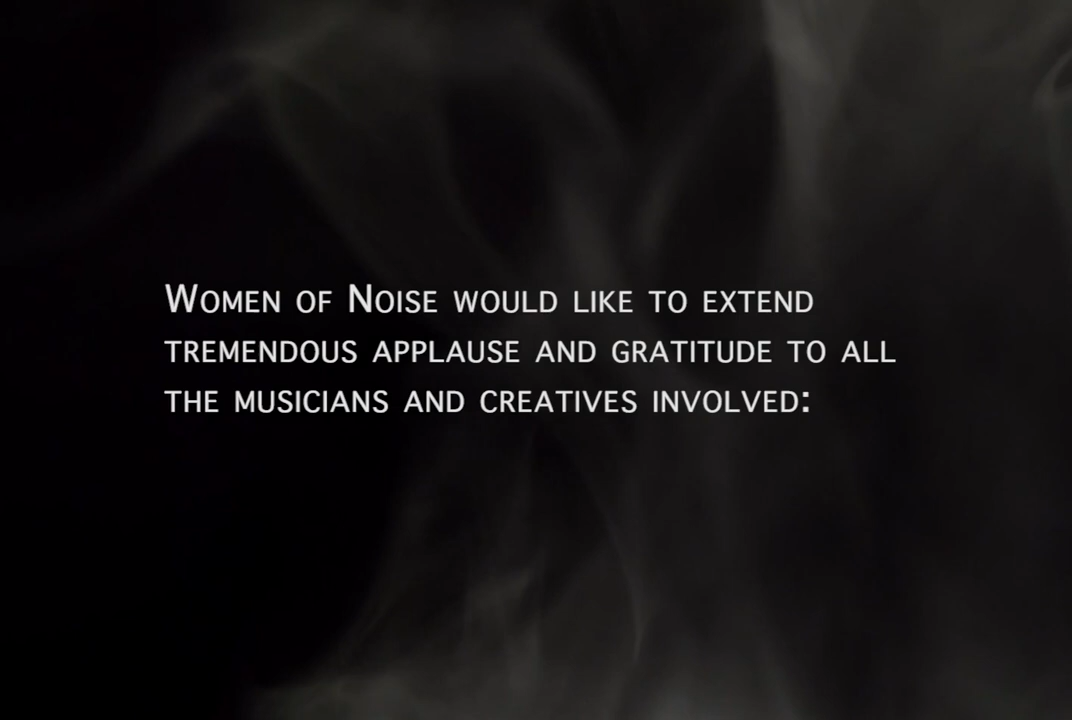 Women of Noise would like to extend
tremendous applause and gratitude to all
the musicians and creatives involved: